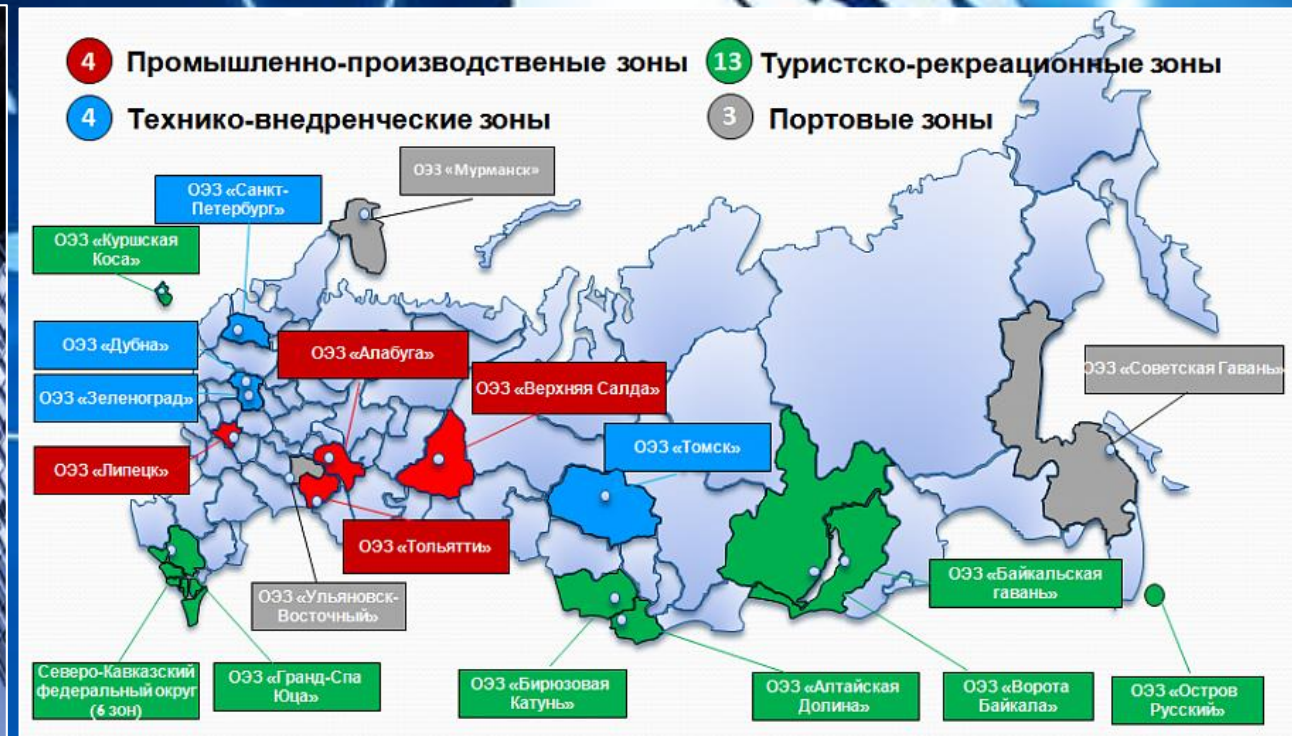 4 Промышленно-производственые зоны
13 Туристско-рекреационные зоны
4 Технико-внедренческие зоны
3 Портовые зоны
ОЭЗ «Мурманск»
ОЭЗ «Санкт-
Петербург»
ОЭЗ «Куршская
Коса»
ОЭЗ «Дубна»
ОЭЗ «Алабуга»
ОЭЗ «Верхняя Салда»
ОЭЗ «Советская Гавань»
ОЭЗ «Зеленоград»
ОЭЗ «Томск»
ОЭЗ «Липецк»
ОЭЗ «Тольятти»
ОЭЗ «Байкальская
гавань»
ОЭЗ «Ульяновск-
Восточный»
Северо-Кавказский
федеральный округ
(6 зон)
ОЭЗ «Гранд-Спа
Юца»
ОЭЗ «Бирюзовая
Катунь»
ОЭЗ «Алтайская
Долина»
ОЭЗ «Ворота
Байкала»
ОЭЗ «Остров
Русский»